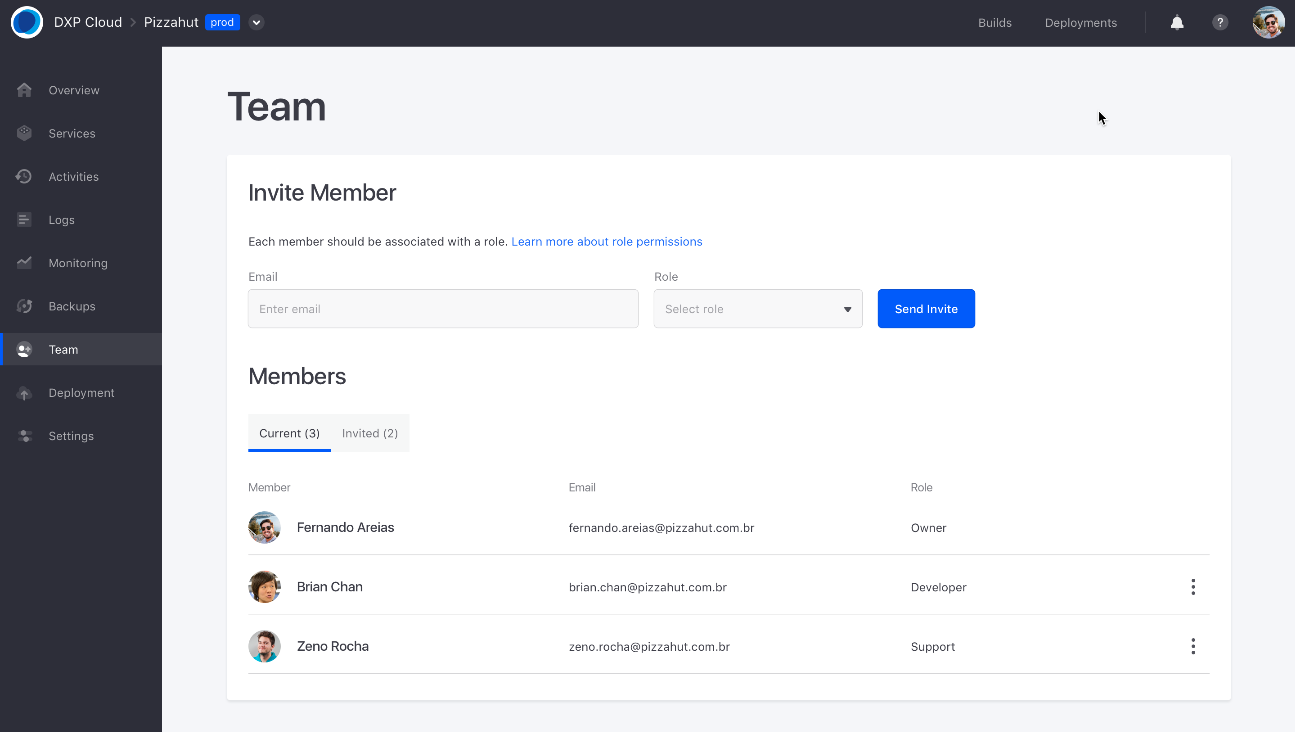 DXP Cloud > Pizzahut prod
Builds
Deployments
?
Overview
Services
Activities
Logs
Monitoring
Backups
Team
Deployment
Settings
Team
Invite Member
Each member should be associated with a role. Learn more about role permissions
Email
Role
Enter email
Select role
Send Invite
Members
Current (3)
Invited (2)
Member
Email
Role
Fernando Areias
fernando.areias@pizzahut.com.br
Owner
Brian Chan
brian.chan@pizzahut.com.br
Developer
Zeno Rocha
zeno.rocha@pizzahut.com.br
Support